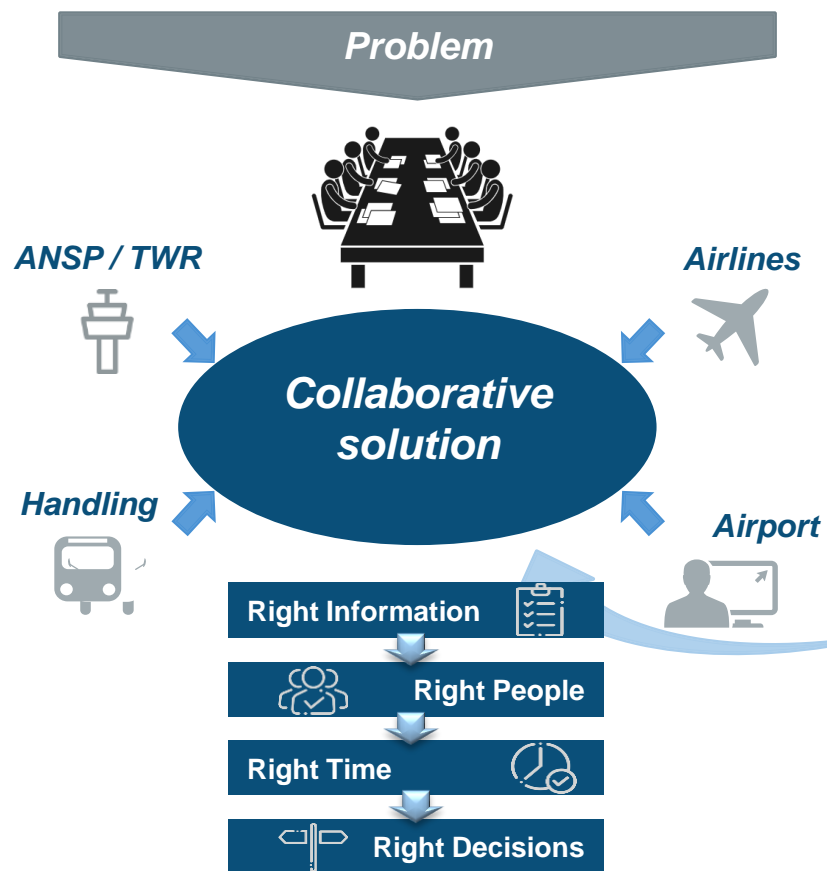 Problem
ANSP / TWR
Airlines
Collaborative
solution
Handling
Airport
Right Information
Right People
Right Time
Right Decisions